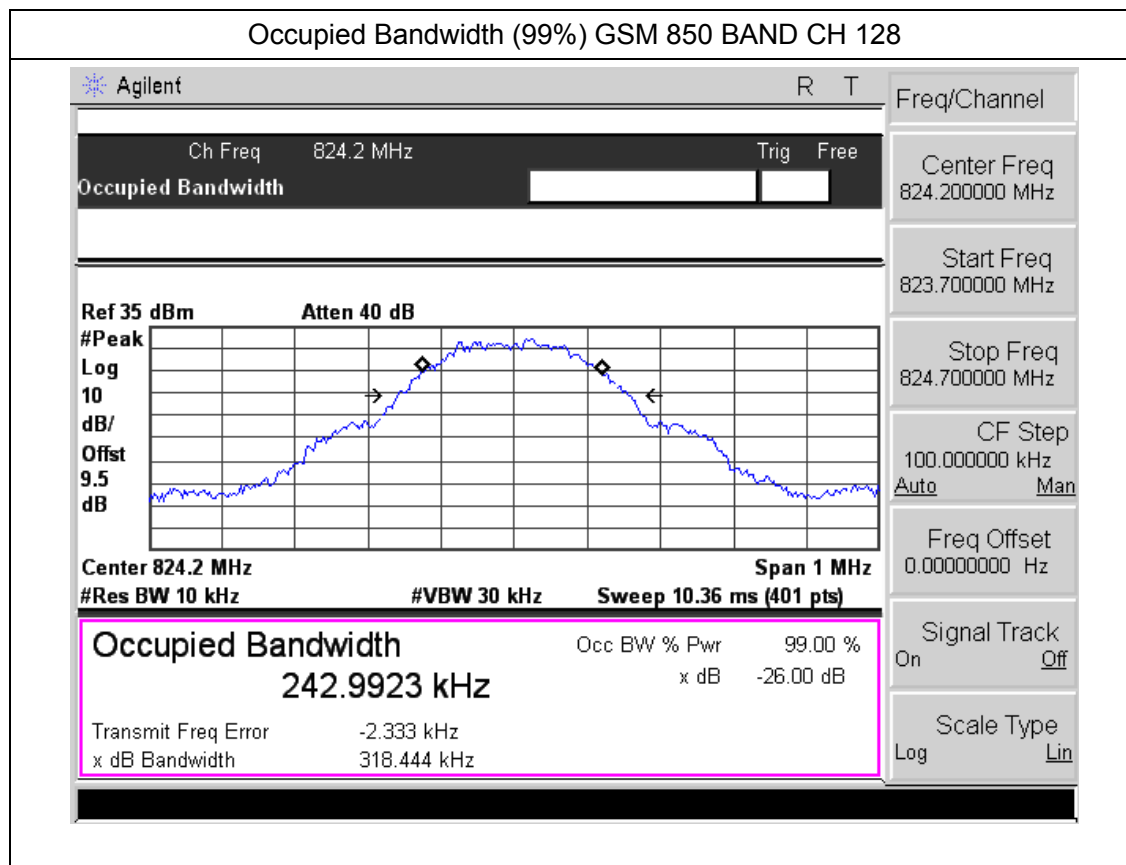 Occupied Bandwidth (99%) GSM 850 BAND CH 128
Agilent R T
Ch Freq 824.2 MHz Trig Free
Occupied Bandwidth
Ref 35 dBm Atten 40 dB
#Peak
Log
10
dB/
Offst
9.5
dB
Center 824.2 MHz Span 1 MHz
#Res BW 10 kHz #VBW 30 kHz Sweep 10.36 ms (401 pts)
Occupied Bandwidth
242.9923 kHz
Occ BW % Pwr 99.00 %
x dB -26.00 dB
Transmit Freq Error -2.333 kHz
x dB Bandwidth 318.444 kHz
Freq/Channel
Center Freq
824.200000 MHz
Start Freq
823.700000 MHz
Stop Freq
824.700000 MHz
CF Step
100.000000 kHz
Auto Man
Freq Offset
0.00000000 Hz
Signal Track
On Off
Scale Type
Log Lin